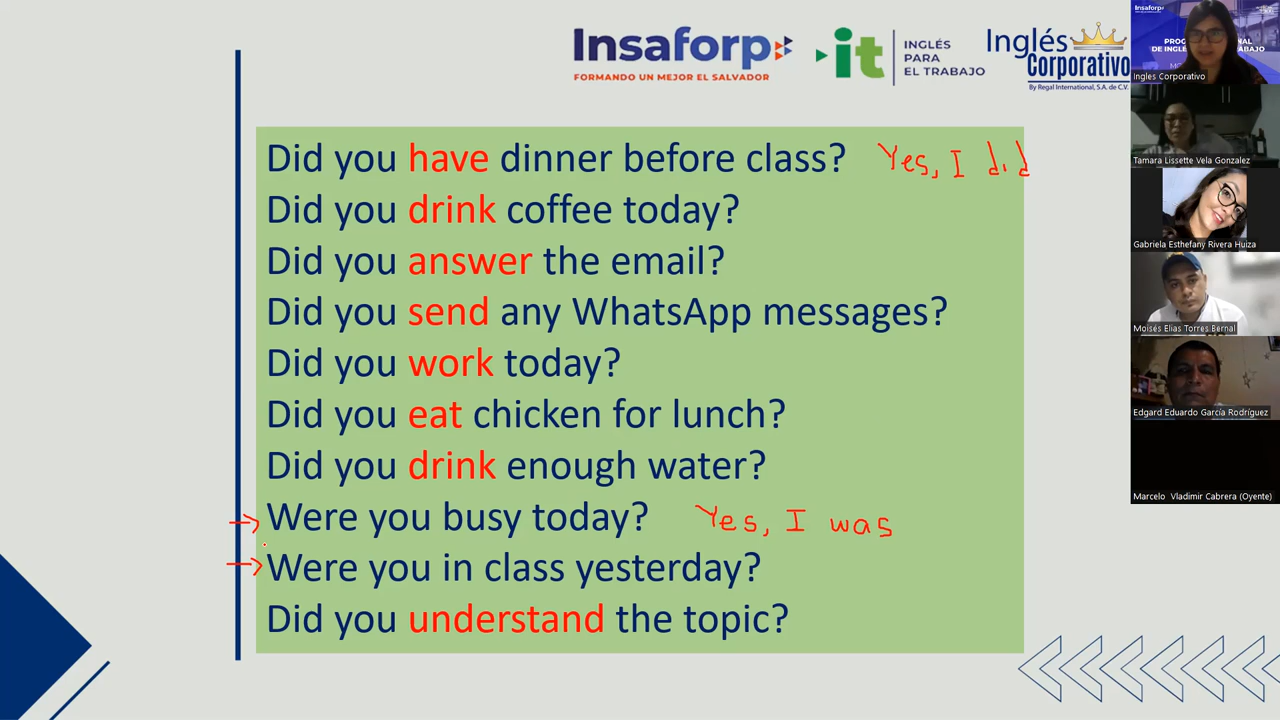 Insaforp
FORMANDO UN MEJOR EL SALVADOR
it
INGLÉS
PARA
EL TRABAJO
Inglés
Corporativo
By Regal International, S.A. de C.V.
Did you have dinner before class? Yes, I did
Did you drink coffee today?
Did you answer the email?
Did you send any WhatsApp messages?
Did you work today?
Did you eat chicken for lunch?
Did you drink enough water?
Were you busy today? Yes, I was
Were you in class yesterday?
Did you understand the topic?
Insaforp
Ingles Corporativo
Tamara Lissette Vela Gonzalez
Gabriela Esthefany Rivera Huiza
Moisés Elias Torres Bernal
Edgard Eduardo García Rodríguez
Marcelo Vladimir Cabrera (Oyente)